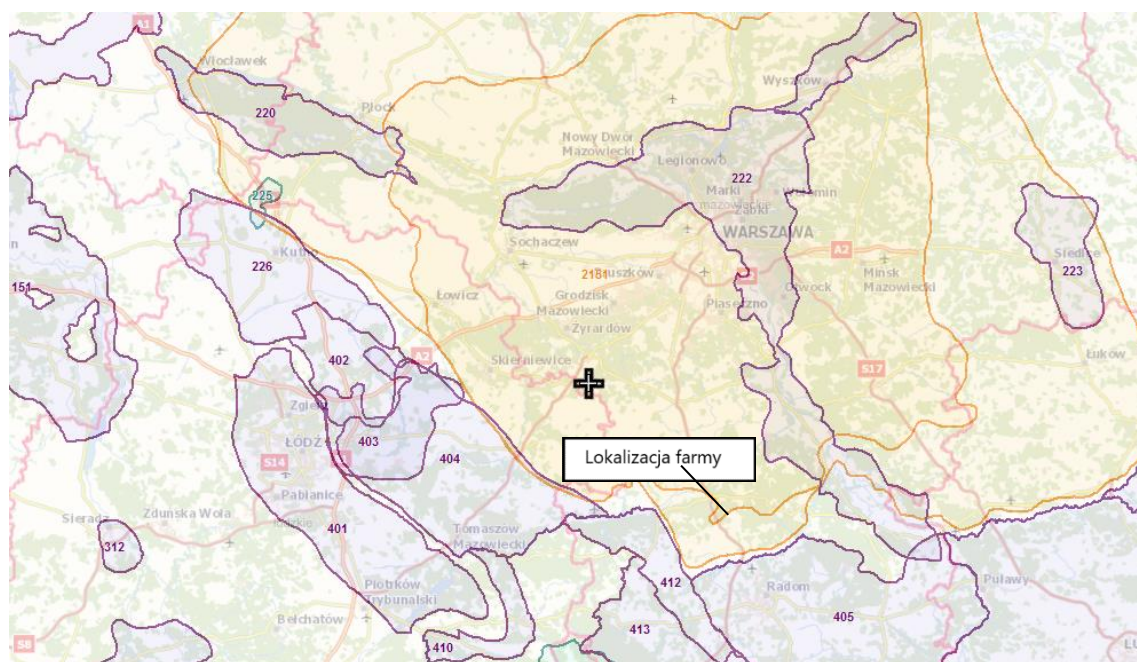 A1
Włocławek
220
Płock
Wyszków
Nowy Dwór
Mazowiecki
Legionowo
222
Marki
mazowieckie
Ząbki
WARSZAWA
225
Kutno
226
Sochaczew
2151
A2
Mińsk
Mazowiecki
Otwock
Siedlce
223
151
Łowicz
Grodzisk
Mazowiecki
Piaseczno
Żyrardów
402
A2
Skierniewice
S17
Łuków
Zgierz
403
404
ŁÓDŹ
S14
Lokalizacja farmy
Pabianice
Sieradz
Zduńska Wola
401
312
Tomaszów
Mazowiecki
Piotrków
Trybunalski
412
Radom
405
Puławy
Bełchatów
413
410
S8